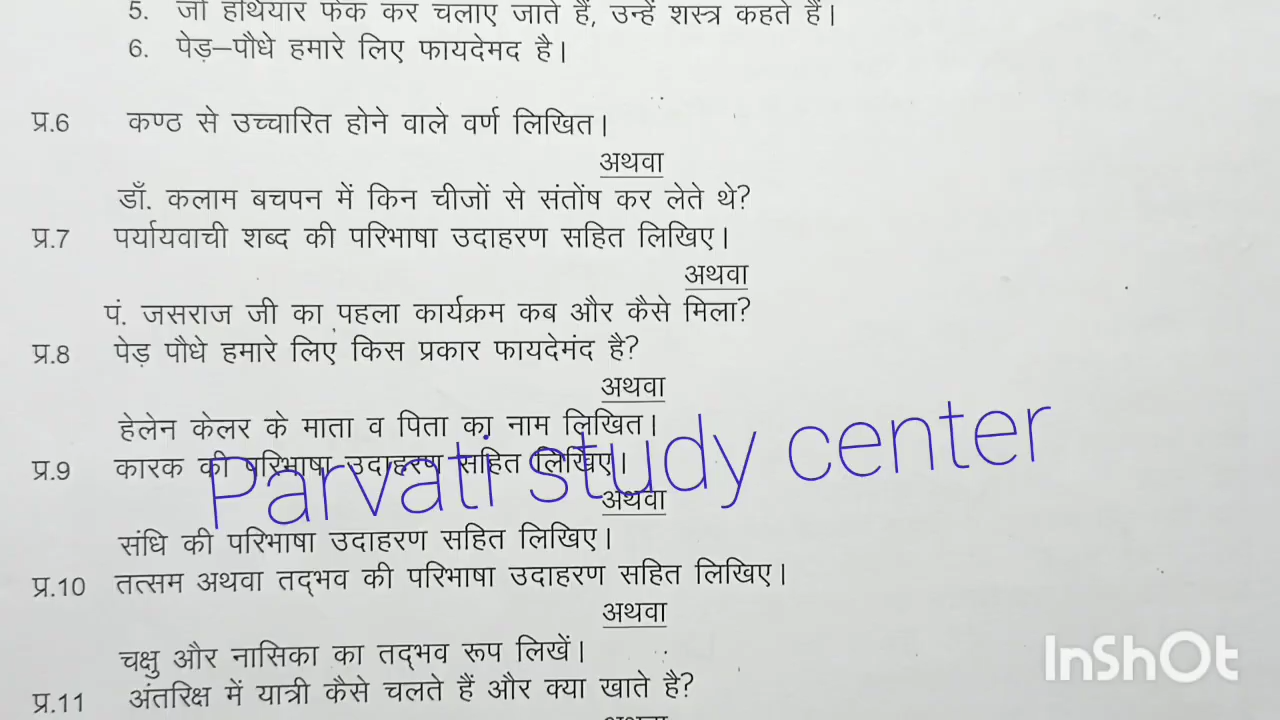 5. जो हथियार फेंक कर चलाए जाते हैं, उन्हें शस्त्र कहते हैं।
6. पेड़–पौधे हमारे लिए फायदेमद है।
प्र.6 कण्ठ से उच्चारित होने वाले वर्ण लिखित।
अथवा
डाॅं. कलाम बचपन में किन चीजों से संतोंष कर लेते थे?
प्र.7 पर्यायवाची शब्द की परिभाषा उदाहरण सहित लिखिए।
अथवा
पं. जसराज जी का पहला कार्यक्रम कब और कैसे मिला?
प्र.8 पेड़ पौधे हमारे लिए किस प्रकार फायदेमंद है?
अथवा
हेलेन केलर के माता व पिता का नाम लिखित।
प्र.9 कारक की परिभाषा उदाहरण सहित लिखिए।
Parvati study center
अथवा
संधि की परिभाषा उदाहरण सहित लिखिए।
प्र.10 तत्सम अथवा तद्भव की परिभाषा उदाहरण सहित लिखिए।
अथवा
चक्षु और नासिका का तद्भव रूप लिखें।
InShOt
प्र.11 अंतरिक्ष में यात्री कैसे चलते हैं और क्या खाते है?
अथवा